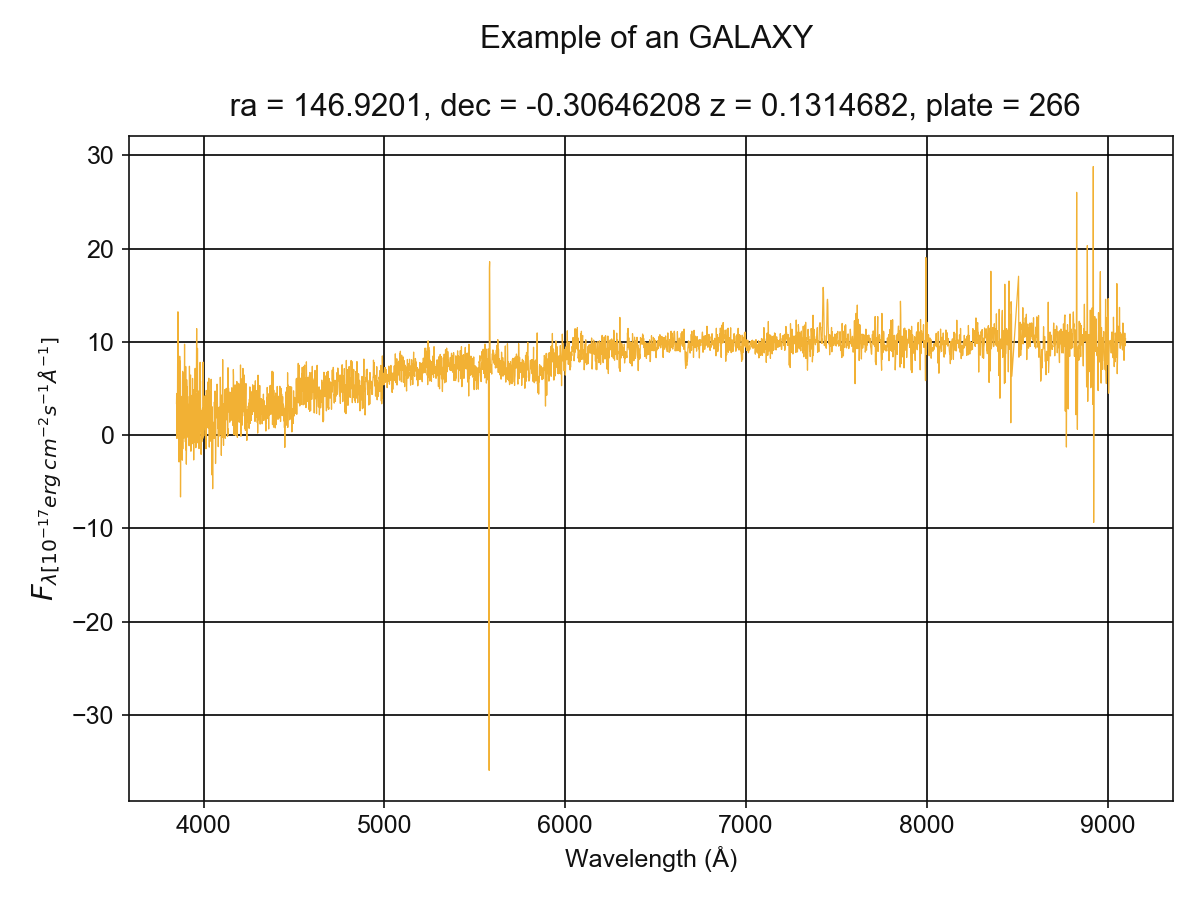 Example of an GALAXY
ra = 146.9201, dec = -0.30646208 z = 0.1314682, plate = 266
30
20
10
0
−10
−20
−30
F_λ[10^{−17} erg cm^{−2} s^{−1} Å^{−1}]
4000 5000 6000 7000 8000 9000
Wavelength (Å)